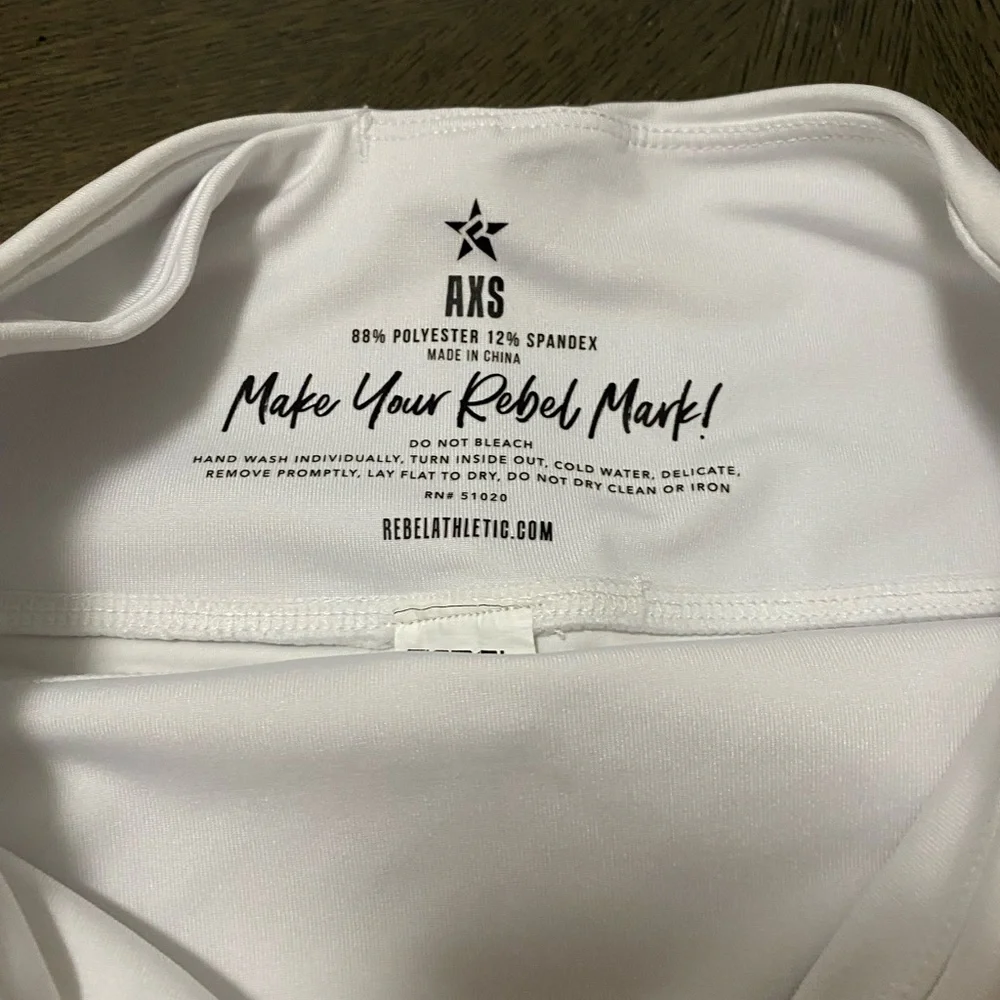 AXS
88% POLYESTER 12% SPANDEX
MADE IN CHINA
Make Your Rebel Mark!
DO NOT BLEACH
HAND WASH INDIVIDUALLY, TURN INSIDE OUT, COLD WATER, DELICATE,
REMOVE PROMPTLY, LAY FLAT TO DRY, DO NOT DRY CLEAN OR IRON
RN# 51020
REBELATHLETIC.COM